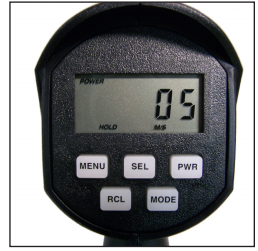 POWER
05
HOLD M/S
MENU SEL PWR
RCL MODE